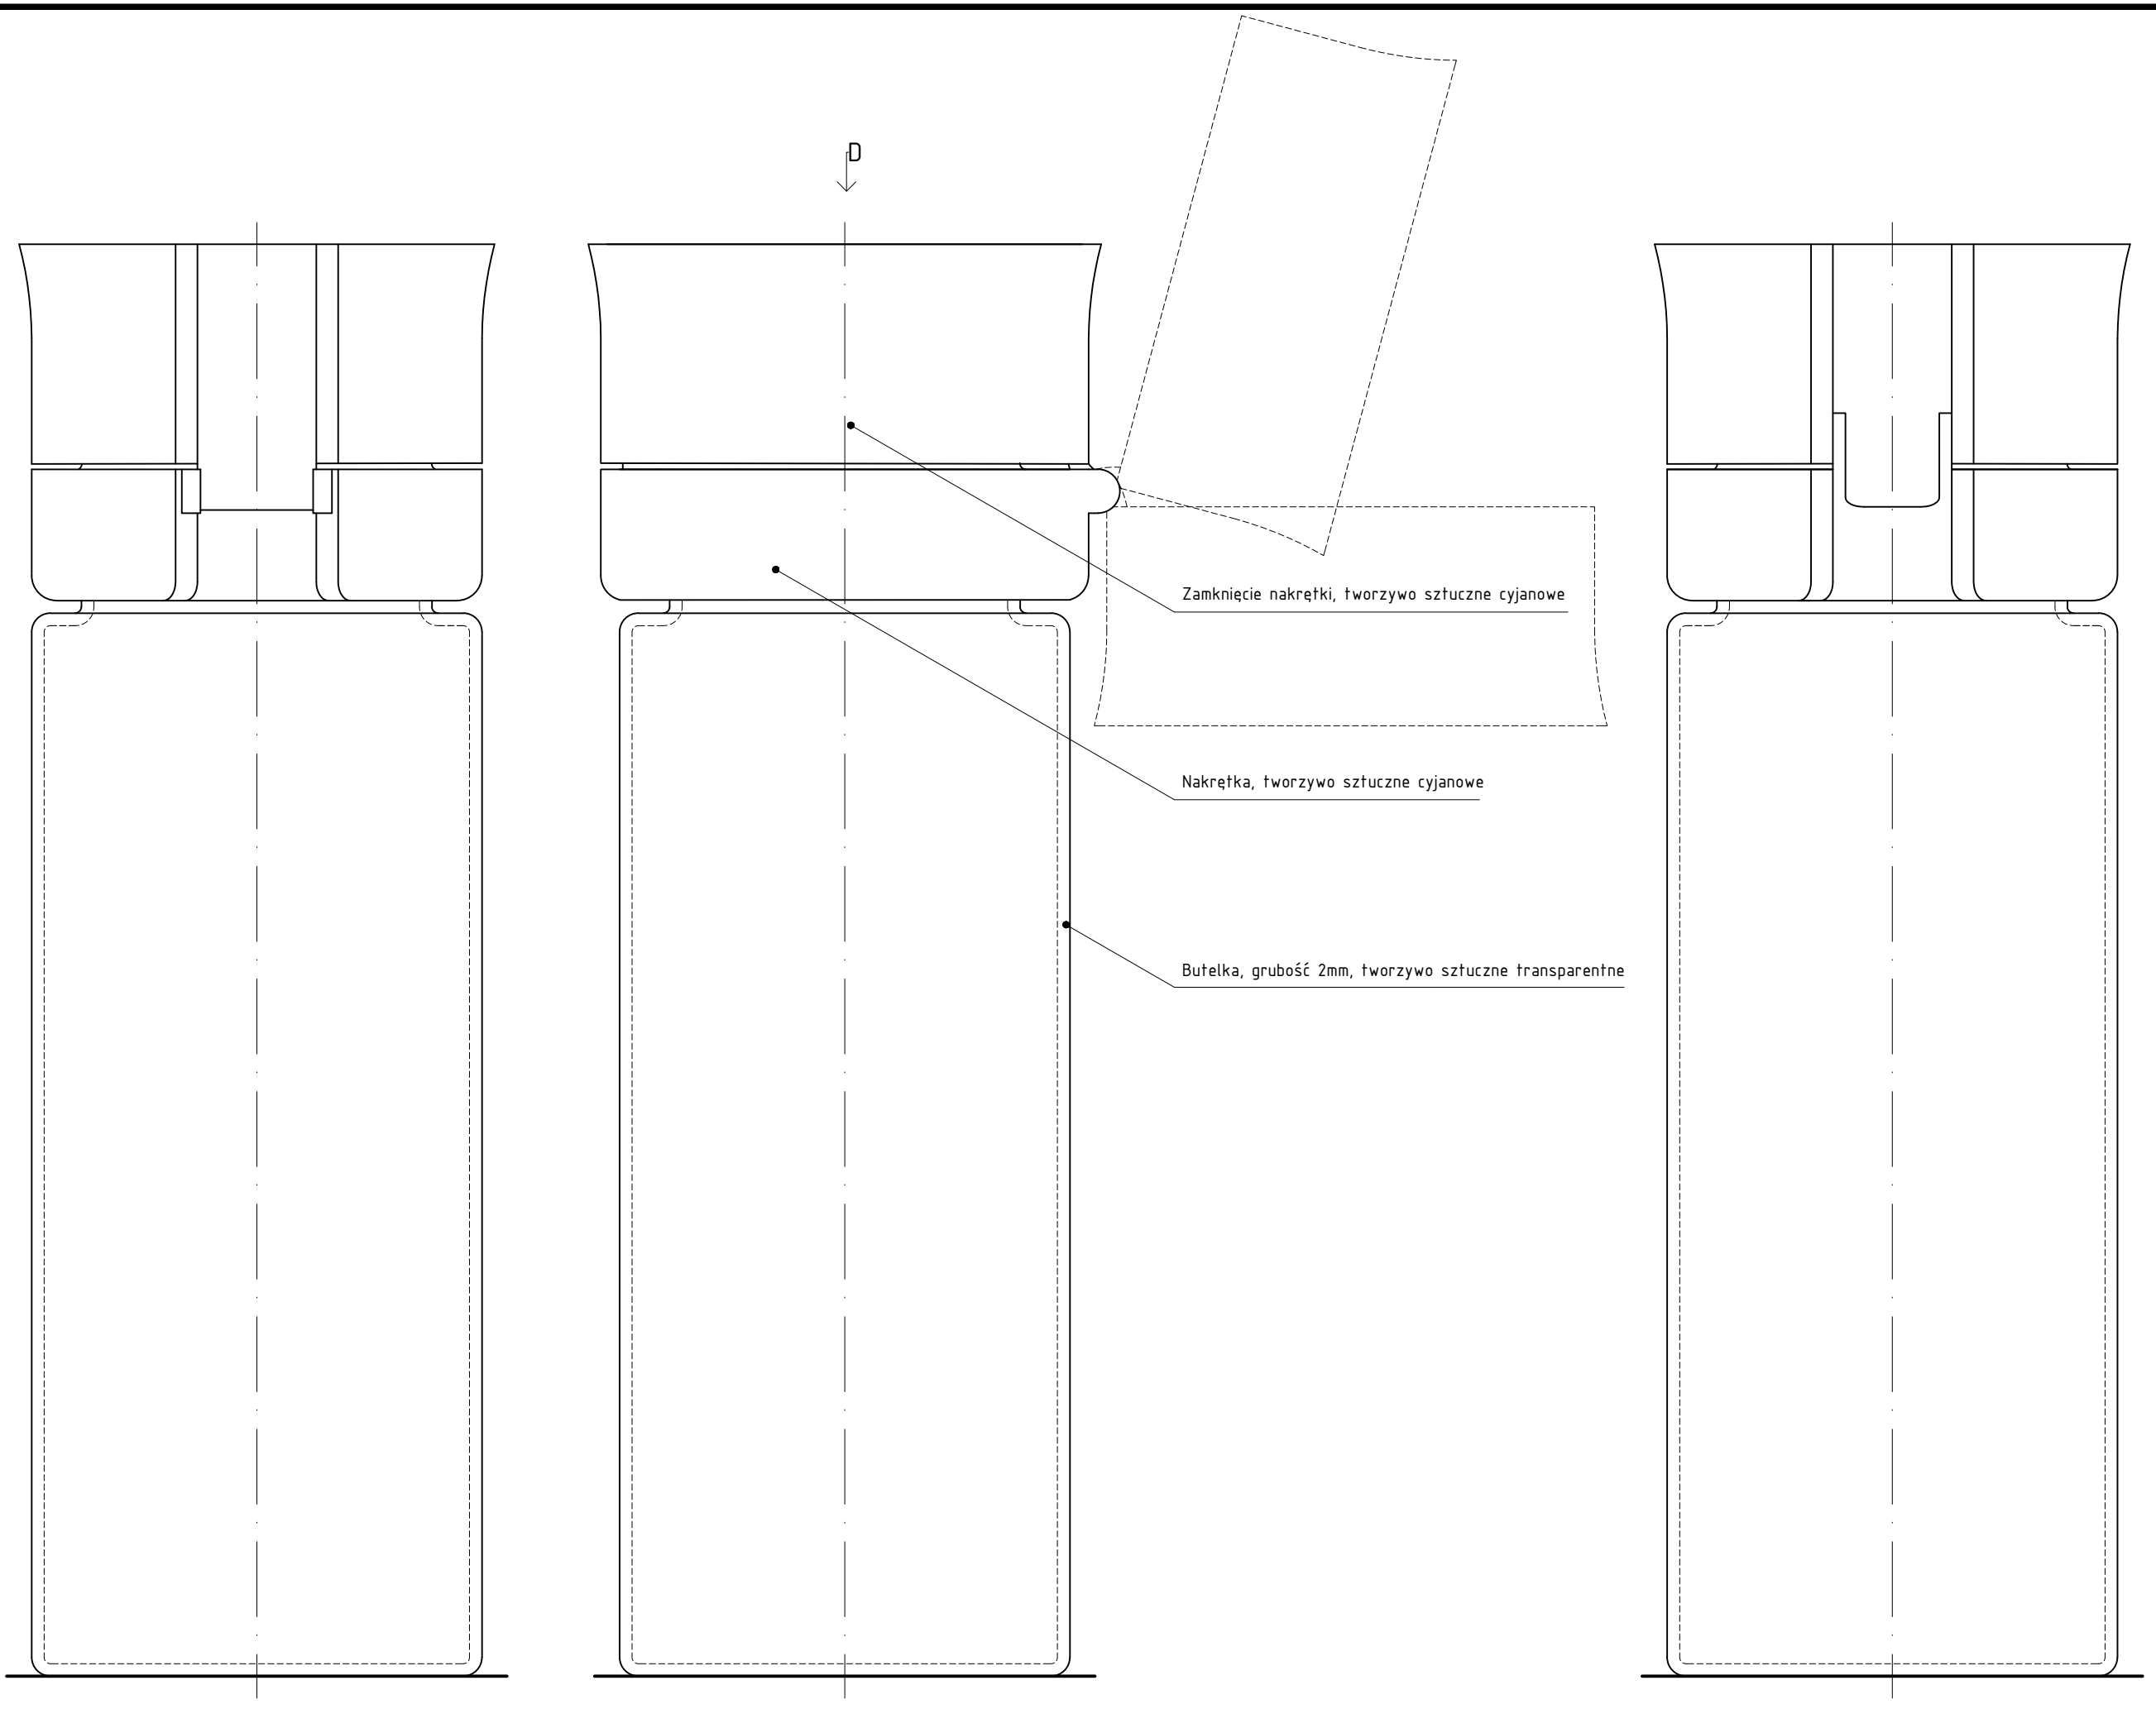 D
Zamknięcie nakrętki, tworzywo sztuczne cyjanowe
Nakrętka, tworzywo sztuczne cyjanowe
Butelka, grubość 2mm, tworzywo sztuczne transparentne